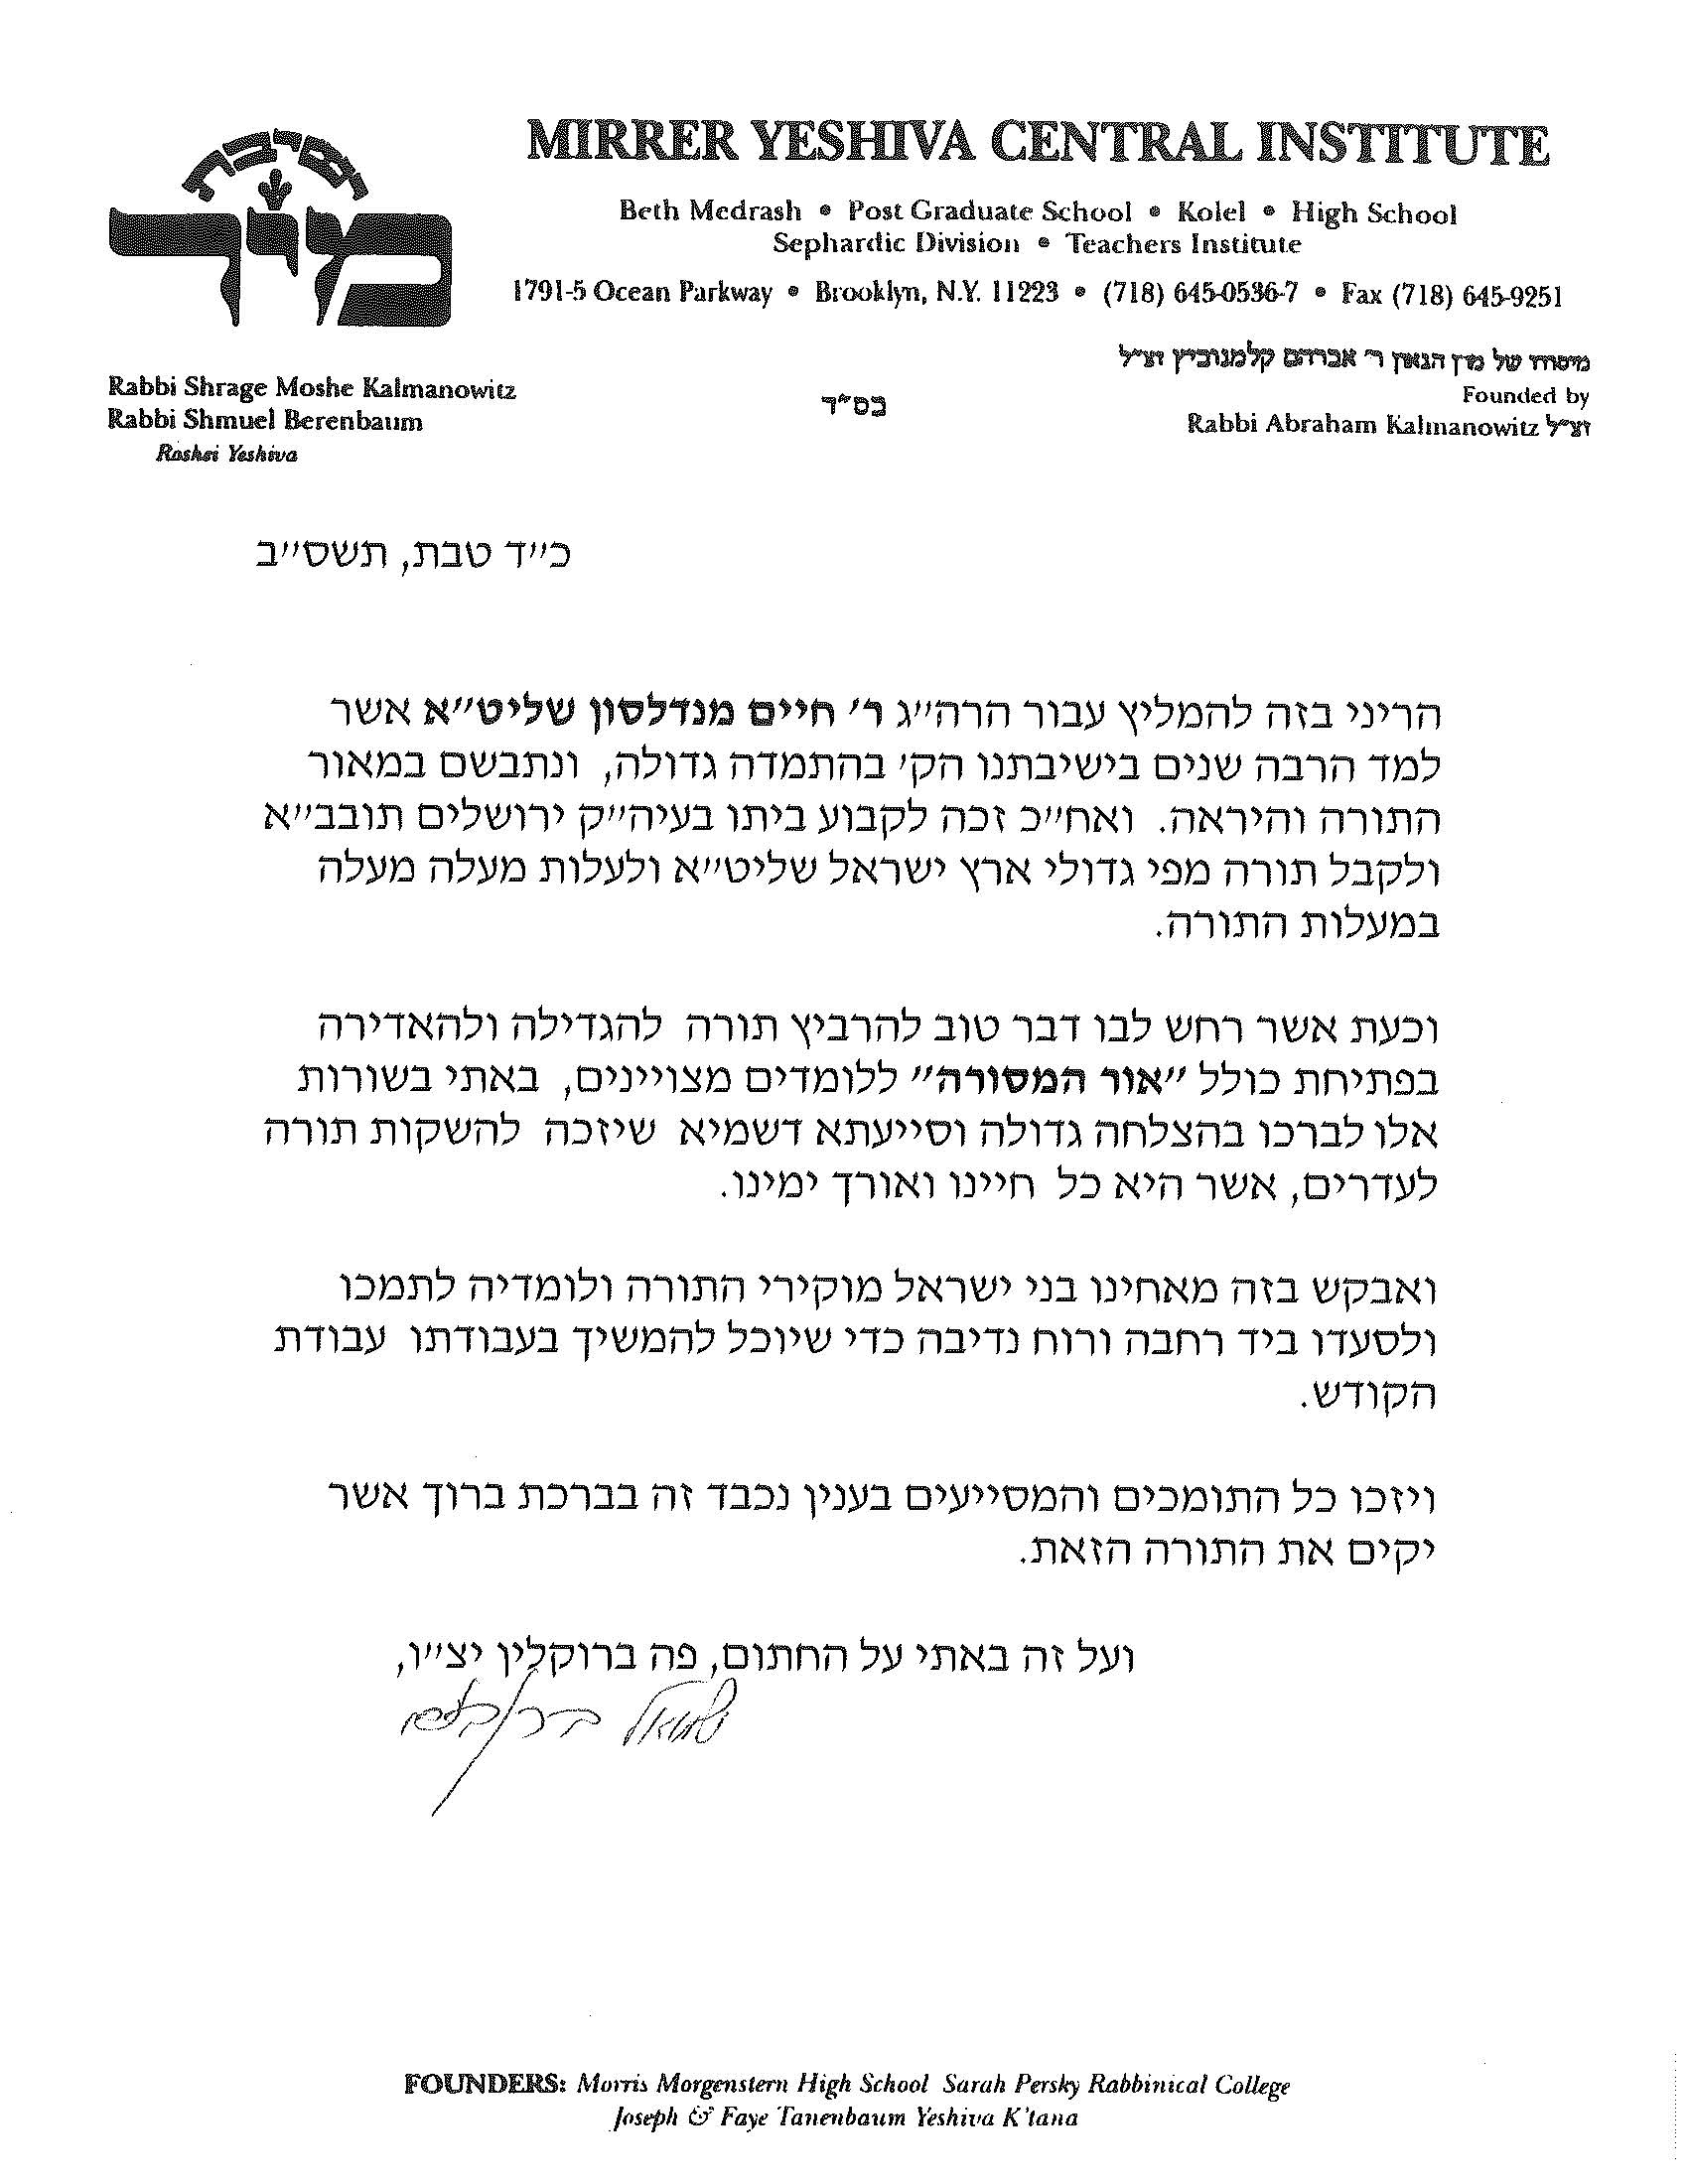 ישיבת
מיר
MIRRER YESHIVA CENTRAL INSTITUTE
Beth Medrash • Post Graduate School • Kolel • High School
Sephardic Division • Teachers Institute
1791-5 Ocean Parkway • Brooklyn, N.Y. 11223 • (718) 645-0536-7 • Fax (718) 645-9251
Rabbi Shrage Moshe Kalmanowitz
Rabbi Shmuel Berenbaum
Roshei Yeshiva
בס"ד
מיסודו של מרן הגאון ר' אברהם קלמנוביץ זצ"ל
Founded by
Rabbi Abraham Kalmanowitz זצ"ל
כ״ד טבת, תשס״ב
הריני בזה להמליץ עבור הרה״ג ר׳ חיים מנדלסון שליט״א אשר
למד הרבה שנים בישיבתנו הק׳ בהתמדה גדולה, ונתבשם במאור
התורה והיראה. ואח״כ זכה לקבוע ביתו בעיה״ק ירושלים תובב״א
ולקבל תורה מפי גדולי ארץ ישראל שליט״א ולעלות מעלה מעלה
במעלות התורה.
וכעת אשר רחש לבו דבר טוב להרביץ תורה להגדילה ולהאדירה
בפתיחת כולל ״אור המסורה״ ללומדים מצויינים, באתי בשורות
אלו לברכו בהצלחה גדולה וסייעתא דשמיא שיזכה להשקות תורה
לעדרים, אשר היא כל חיינו ואורך ימינו.
ואבקש בזה מאחינו בני ישראל מוקירי התורה ולומדיה לתמכו
ולסעדו ביד רחבה ורוח נדיבה כדי שיוכל להמשיך בעבודתו עבודת
הקודש.
ויזכו כל התומכים והמסייעים בענין נכבד זה בברכת ברוך אשר
יקים את התורה הזאת.
ועל זה באתי על החתום, פה ברוקלין יצ״ו,
שמואל ברנבוים
FOUNDERS: Morris Morgenstern High School Sarah Persky Rabbinical College
Joseph & Faye Tanenbaum Yeshiva K'tana